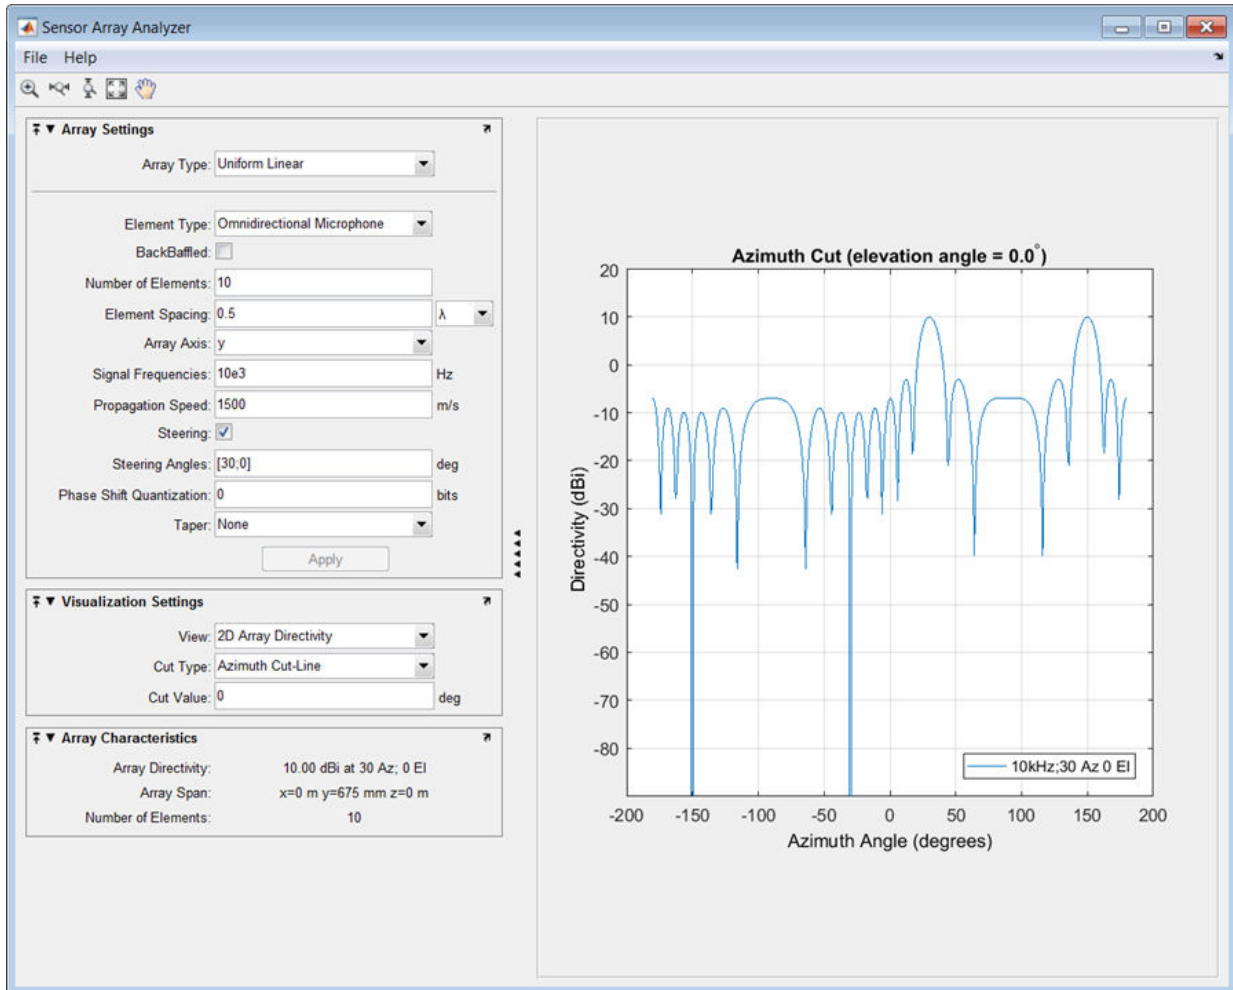 Sensor Array Analyzer
File Help
Array Settings
Array Type: Uniform Linear
Element Type: Omnidirectional Microphone
BackBaffled:
Number of Elements: 10
Element Spacing: 0.5 λ
Array Axis: y
Signal Frequencies: 10e3 Hz
Propagation Speed: 1500 m/s
Steering:
Steering Angles: [30;0] deg
Phase Shift Quantization: 0 bits
Taper: None
Apply
Visualization Settings
View: 2D Array Directivity
Cut Type: Azimuth Cut-Line
Cut Value: 0 deg
Array Characteristics
Array Directivity: 10.00 dBi at 30 Az; 0 El
Array Span: x=0 m y=675 mm z=0 m
Number of Elements: 10
Azimuth Cut (elevation angle = 0.0°)
20
10
0
-10
-20
-30
-40
-50
-60
-70
-80
Directivity (dBi)
10kHz;30 Az 0 El
-200 -150 -100 -50 0 50 100 150 200
Azimuth Angle (degrees)